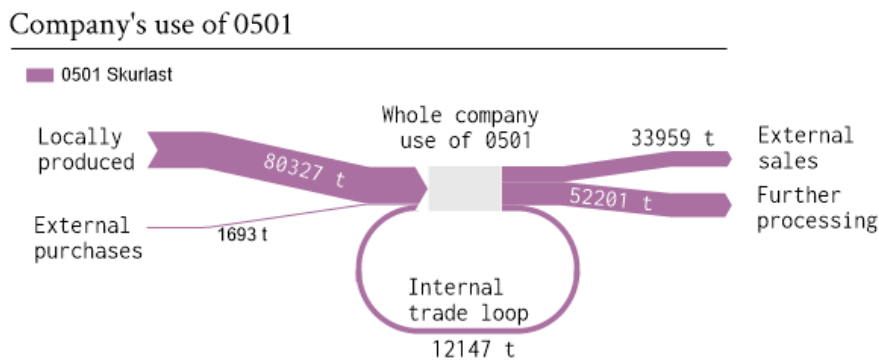 Company's use of 0501
0501 Skurlast
Locally
produced
80327 t
External
purchases
1693 t
Whole company
use of 0501
33959 t
External
sales
52201 t
Further
processing
Internal
trade loop
12147 t